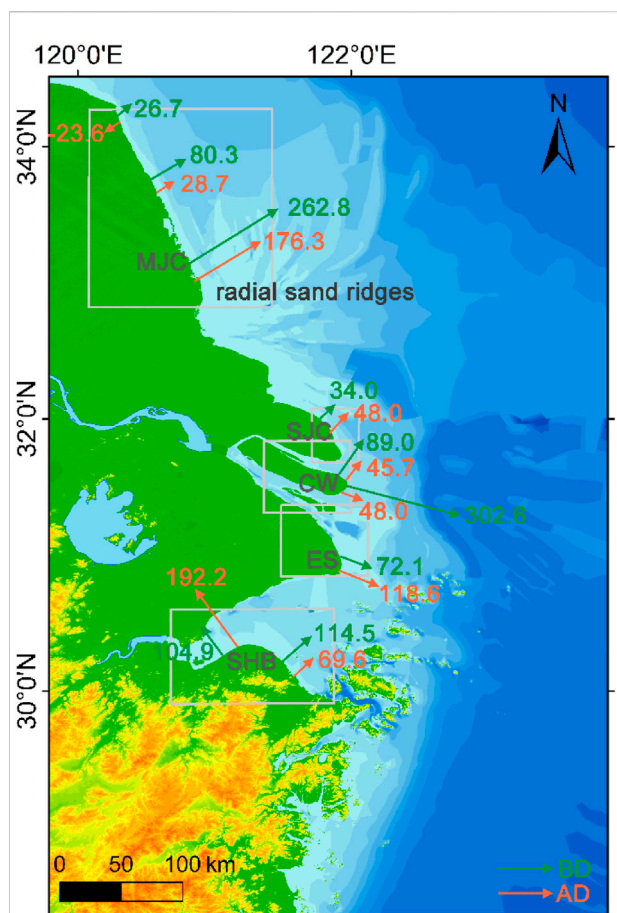 120°0'E
122°0'E
N
34°0'N
26.7
-23.6
80.3
28.7
262.8
176.3
MJC
radial sand ridges
32°0'N
34.0
48.0
SJC
89.0
45.7
CW
48.0
302.6
ES
72.1
118.6
192.2
114.5
104.9
SHB
69.6
30°0'N
0 50 100 km
BD
AD